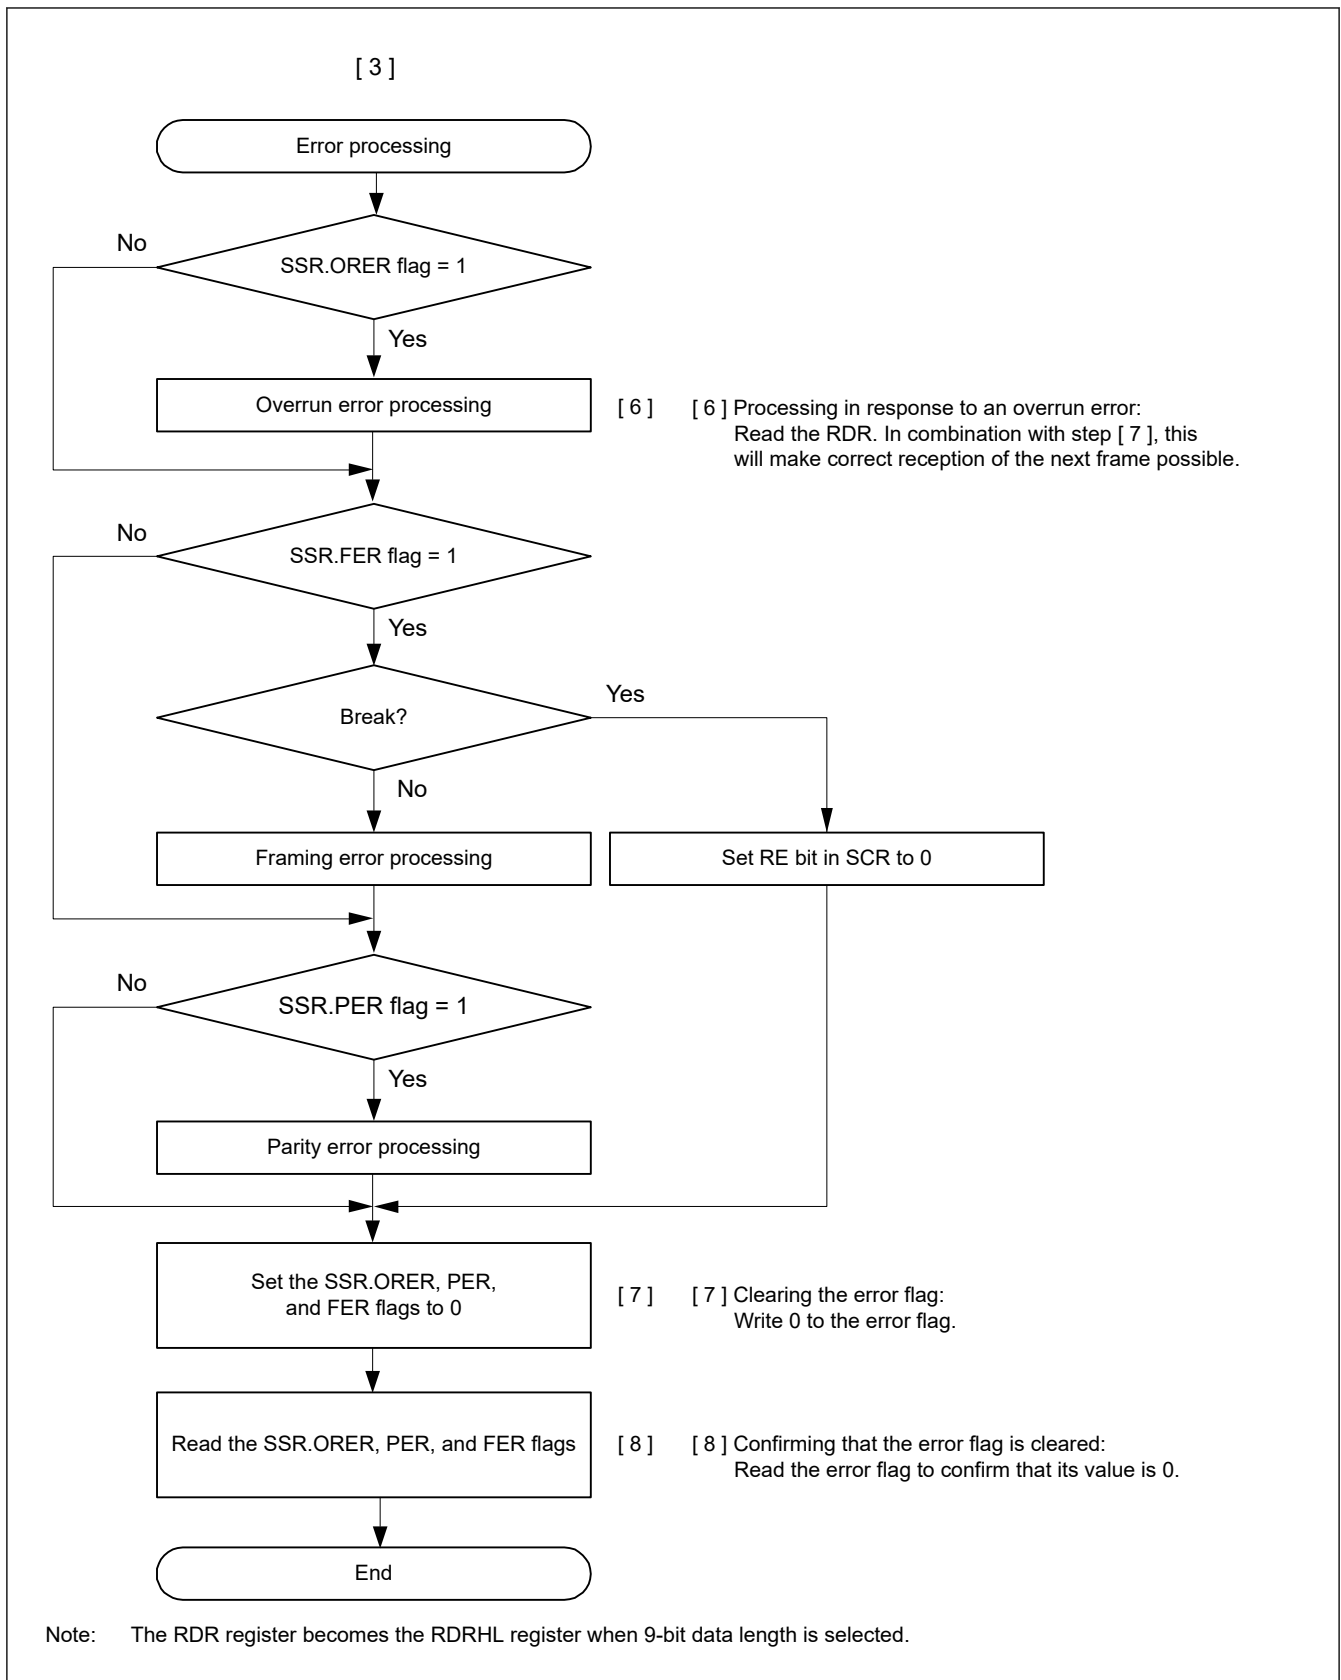 [ 3 ]
Error processing
No
SSR.ORER flag = 1
Yes
Overrun error processing
[ 6 ]
[ 6 ] Processing in response to an overrun error:
Read the RDR. In combination with step [ 7 ], this
will make correct reception of the next frame possible.
No
SSR.FER flag = 1
Yes
Break?
Yes
No
Framing error processing
Set RE bit in SCR to 0
No
SSR.PER flag = 1
Yes
Parity error processing
Set the SSR.ORER, PER,
and FER flags to 0
[ 7 ]
[ 7 ] Clearing the error flag:
Write 0 to the error flag.
Read the SSR.ORER, PER, and FER flags
[ 8 ]
[ 8 ] Confirming that the error flag is cleared:
Read the error flag to confirm that its value is 0.
End
Note: The RDR register becomes the RDRHL register when 9-bit data length is selected.